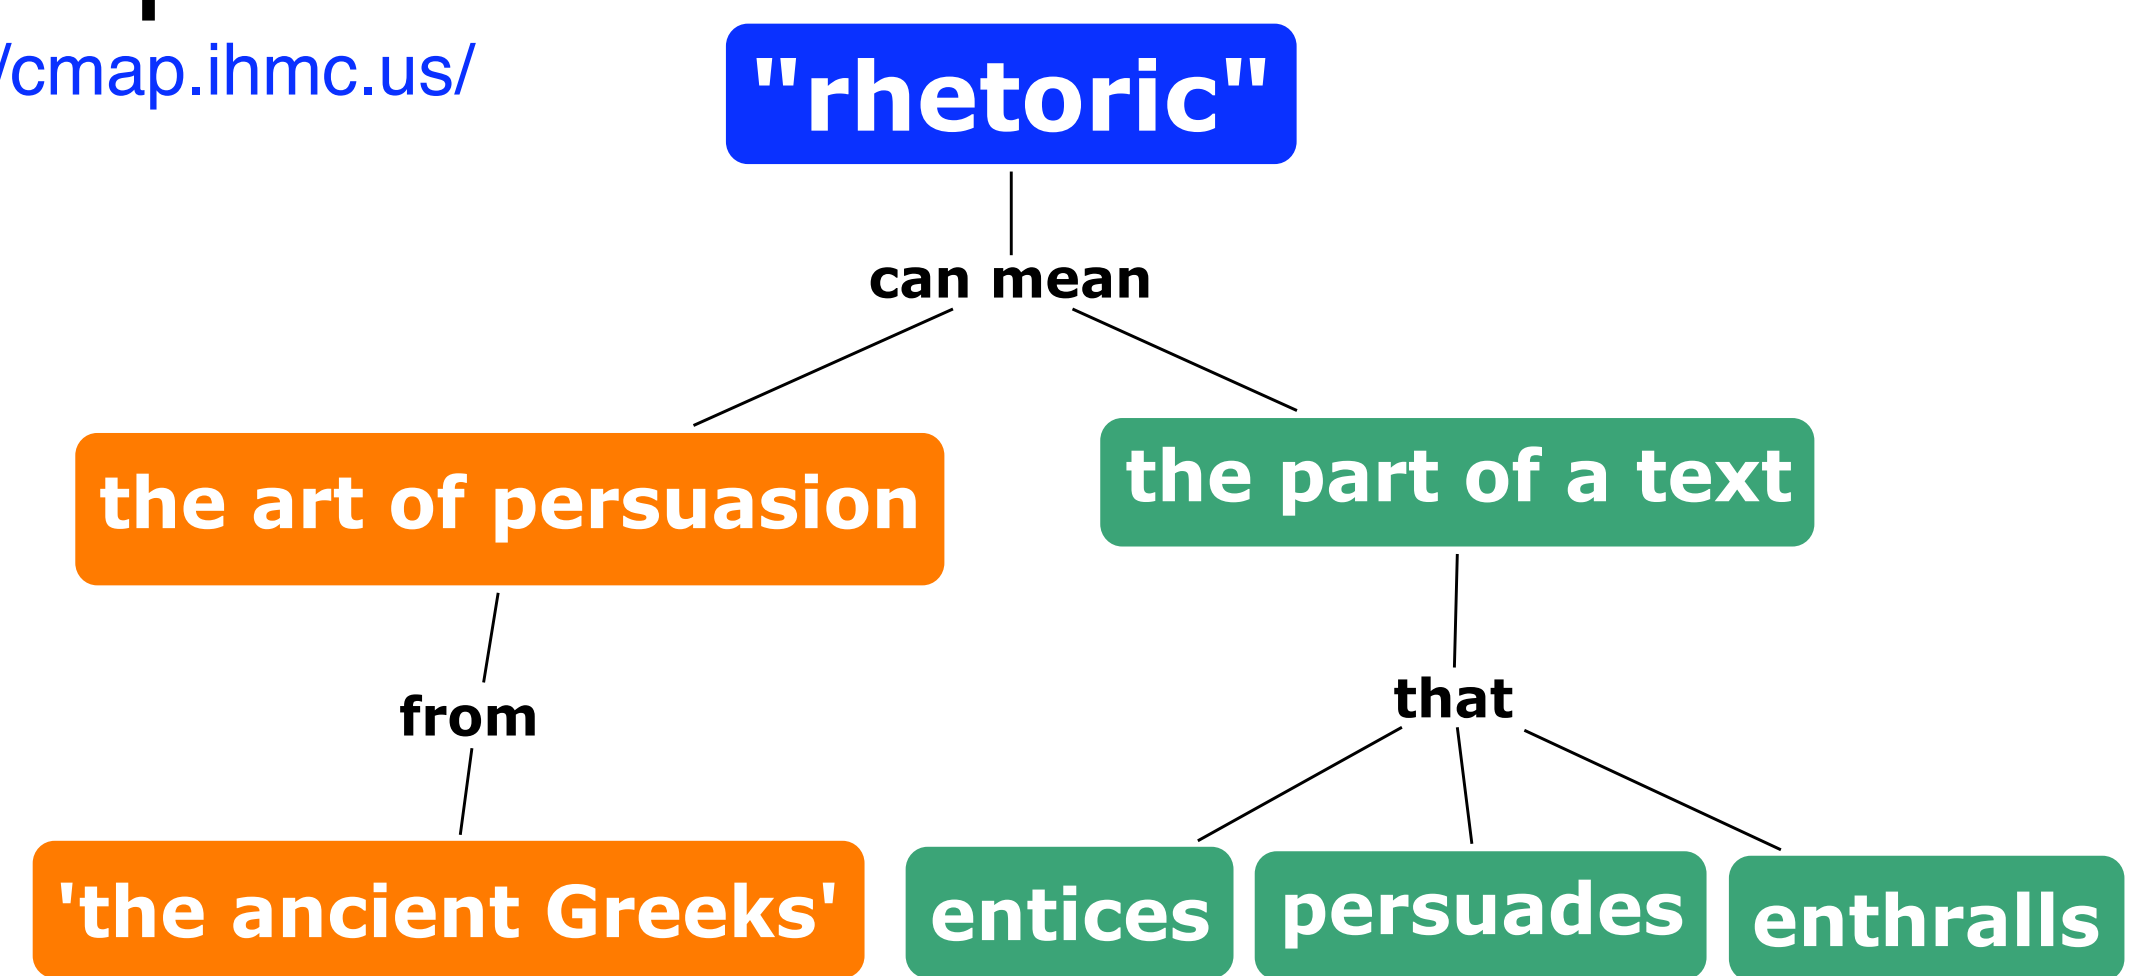 /cmap.ihmc.us/
"rhetoric"
can mean
the art of persuasion
the part of a text
from
that
'the ancient Greeks'
entices
persuades
enthralls